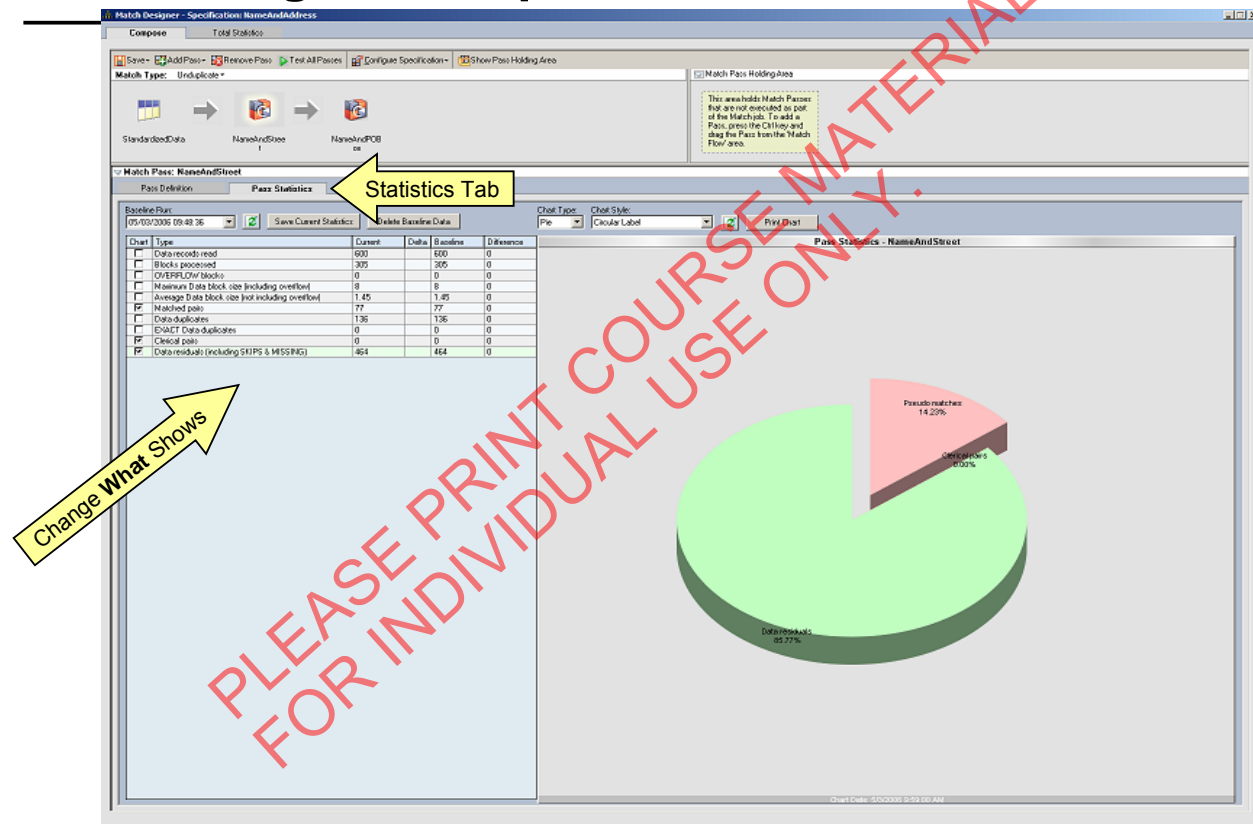 Match Designer - Specification: NameAndAddress
Compose Total Statistics
Save Add Pass Remove Pass Test All Passes Configure Specification Show Pass Holding Area
Match Type: Unduplicate
Match Pass Holding Area
This area holds Match Passes
that are not executed as part
of the Match job. To add a
Pass, press the Ctrl key and
drag the Pass from the 'Match
Flow' area.
StandardizedData NameAndStree
t
NameAndPOB
ox
Match Pass: NameAndStreet
Pass Definition Pass Statistics
Statistics Tab
Baseline Run:
05/03/2006 09:48:36 Save Current Statistics Delete Baseline Data
Chart Type: Chart Style:
Pie Circular Label Print Chart
Chart Type Current Delta Baseline Difference
Data records read 600 600 0
Blocks processed 305 305 0
OVERFLOW blocks 0 0 0
Maximum Data block size (including overflow) 8 8 0
Average Data block size (not including overflow) 1.45 1.45 0
Matched pairs 77 77 0
Data duplicates 136 136 0
EXACT Data duplicates 0 0 0
Clerical pairs 0 0 0
Data residuals (including SKIPS & MISSING) 464 464 0
Pass Statistics - NameAndStreet
Pseudo matches
14.23%
Clerical pairs
0.00%
Data residuals
85.77%
Change What Shows
PLEASE PRINT COURSE MATERIAL
FOR INDIVIDUAL USE ONLY.